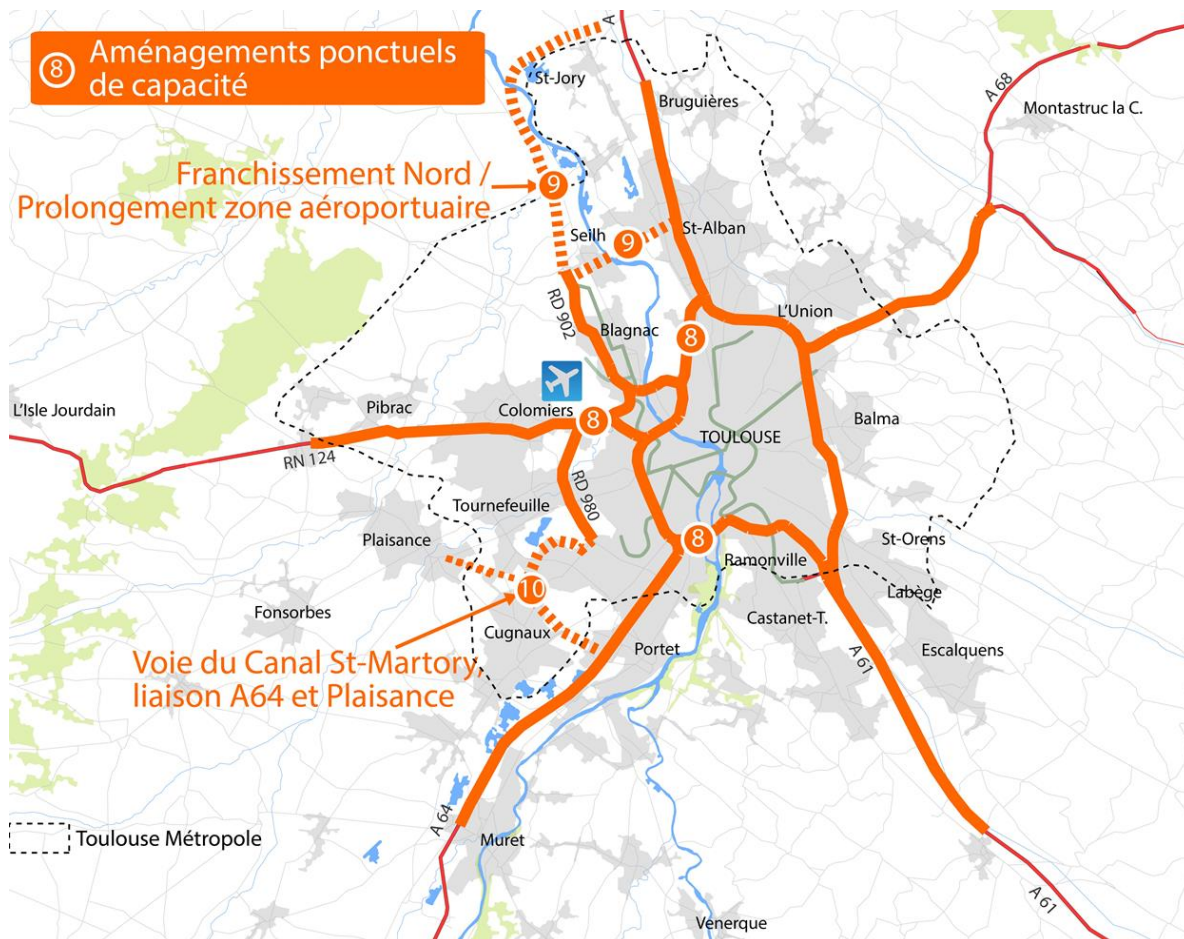 8 Aménagements ponctuels
de capacité
A
St-Jory
Bruguières
A 68
Montastruc la C.
Franchissement Nord /
Prolongement zone aéroportuaire
9
Seilh
9
St-Alban
RD 902
Blagnac
8
L'Union
L'Isle Jourdain
Pibrac
Colomiers
8
Balma
TOULOUSE
RN 124
RD 980
Tournefeuille
Plaisance
8
Ramonville
St-Orens
Labège
Fonsorbes
10
Cugnaux
Castanet-T.
Portet
A 61
Escalquens
Voie du Canal St-Martory,
liaison A64 et Plaisance
A 64
Muret
Toulouse Métropole
A 61
Venerque